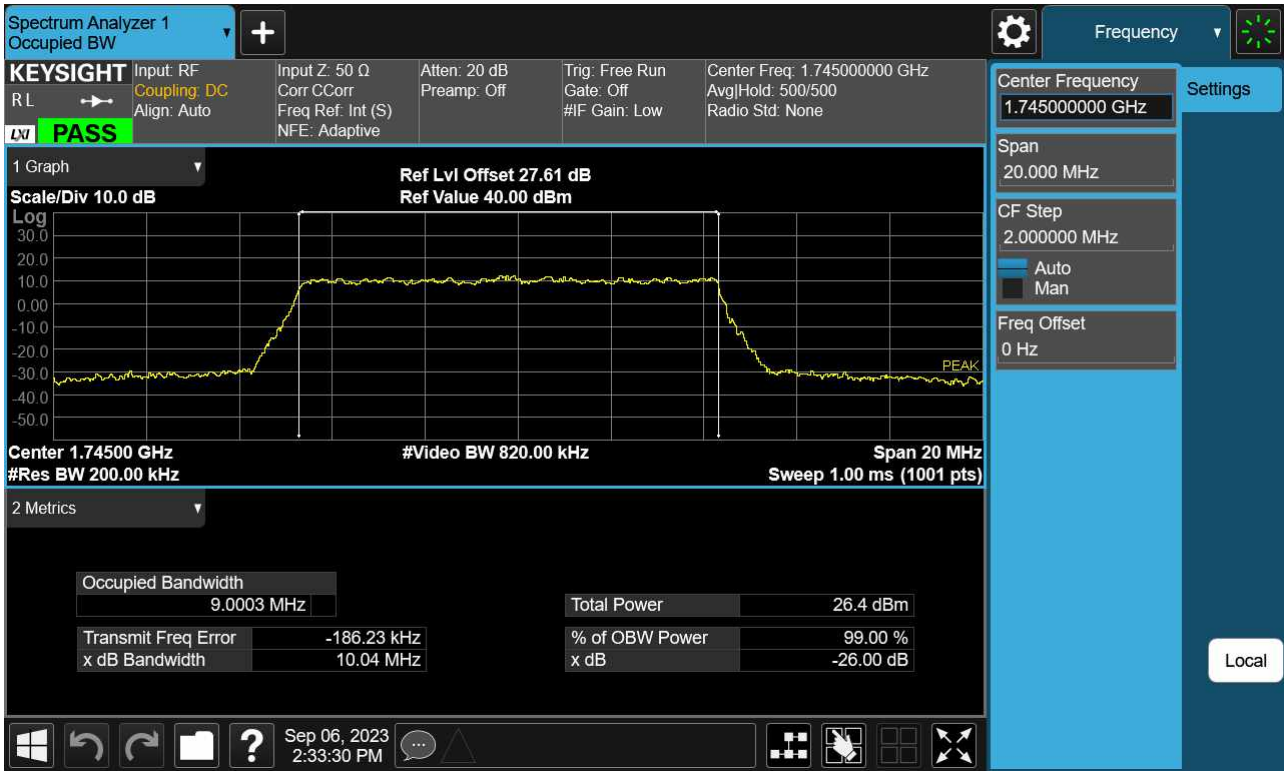 Spectrum Analyzer 1
Occupied BW
+
Frequency
KEYSIGHT
RL
LXI
PASS
Input: RF
Coupling: DC
Align: Auto
Input Z: 50 Ω
Corr CCorr
Freq Ref: Int (S)
NFE: Adaptive
Atten: 20 dB
Preamp: Off
Trig: Free Run
Gate: Off
#IF Gain: Low
Center Freq: 1.745000000 GHz
Avg|Hold: 500/500
Radio Std: None
Center Frequency
1.745000000 GHz
Settings
Span
20.000 MHz
CF Step
2.000000 MHz
Auto
Man
Freq Offset
0 Hz
Local
1 Graph
Scale/Div 10.0 dB
Ref Lvl Offset 27.61 dB
Ref Value 40.00 dBm
Log
30.0
20.0
10.0
0.00
-10.0
-20.0
-30.0
-40.0
-50.0
PEAK
Center 1.74500 GHz
#Video BW 820.00 kHz
Span 20 MHz
#Res BW 200.00 kHz
Sweep 1.00 ms (1001 pts)
2 Metrics
Occupied Bandwidth
9.0003 MHz
Total Power 26.4 dBm
Transmit Freq Error -186.23 kHz
% of OBW Power 99.00 %
x dB Bandwidth 10.04 MHz
x dB -26.00 dB
?
Sep 06, 2023
2:33:30 PM